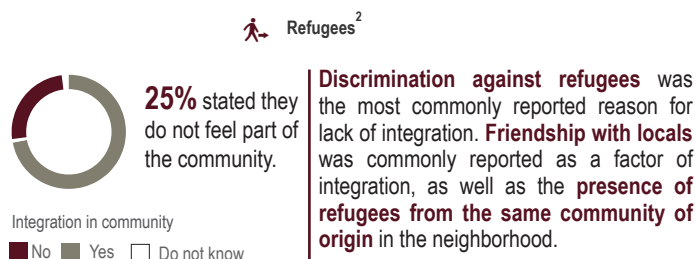 Refugees2
25% stated they
do not feel part of
the community.
Discrimination against refugees was
the most commonly reported reason for
lack of integration. Friendship with locals
was commonly reported as a factor of
integration, as well as the presence of
refugees from the same community of
origin in the neighborhood.
Integration in community
No Yes Do not know